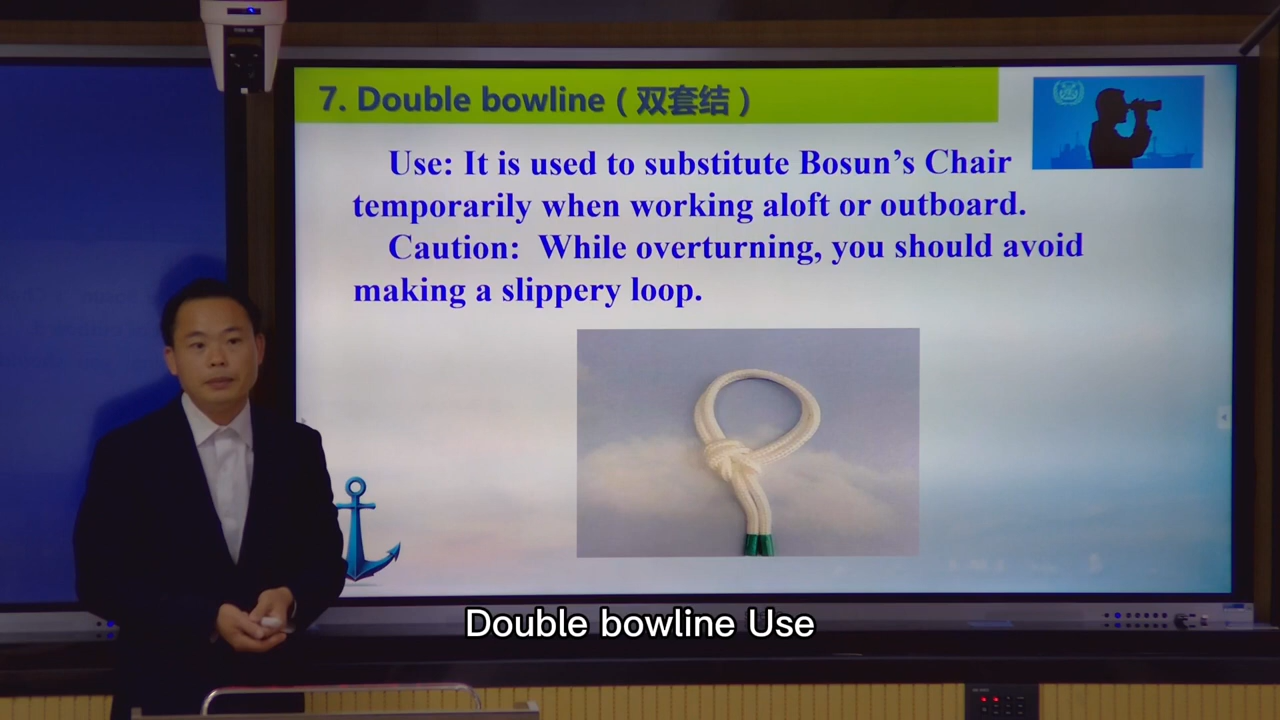 7. Double bowline ( 双套结 )
Use: It is used to substitute Bosun's Chair
temporarily when working aloft or outboard.
Caution: While overturning, you should avoid
making a slippery loop.
Double bowline Use